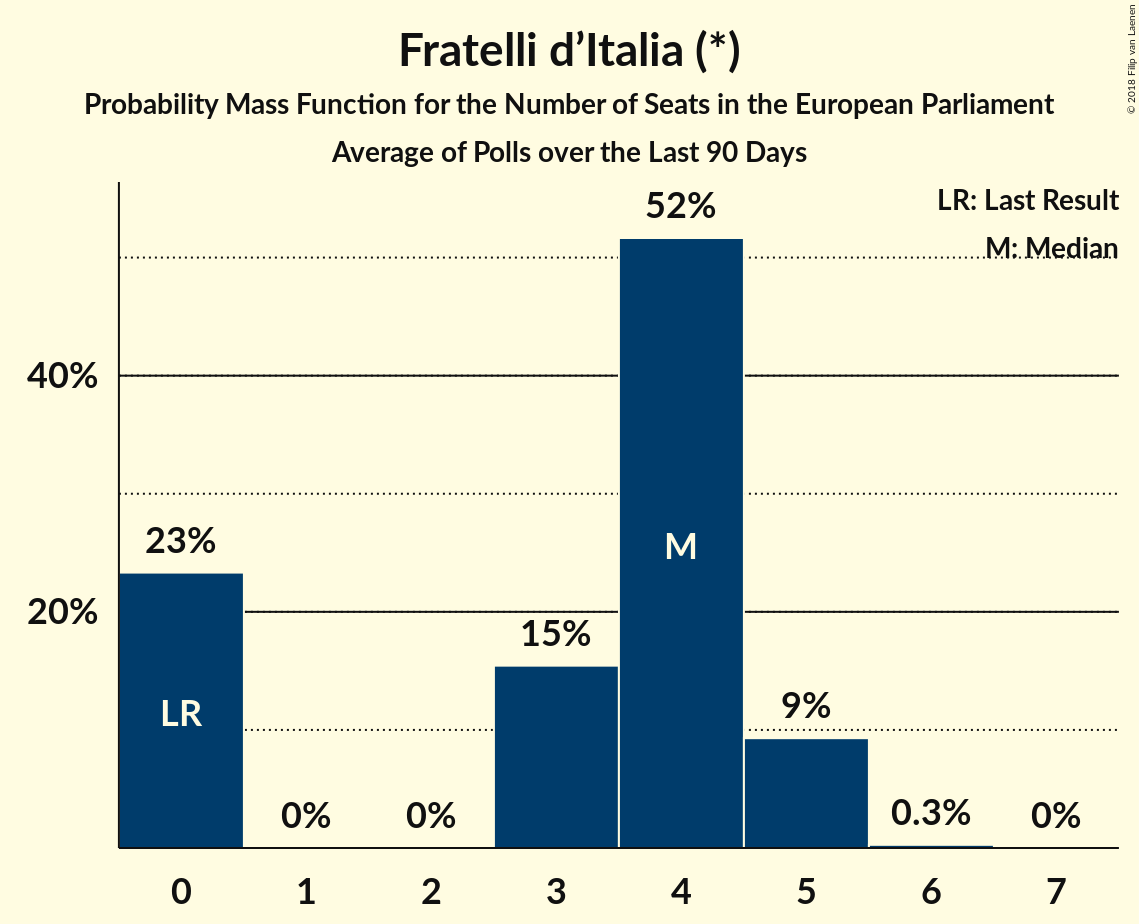 Fratelli d’Italia (*)
Probability Mass Function for the Number of Seats in the European Parliament
Average of Polls over the Last 90 Days
© 2018 Filip van Laenen
LR: Last Result
M: Median
52%
40%
23%
M
20%
15%
LR
9%
0%
0%
0.3%
0%
0 1 2 3 4 5 6 7